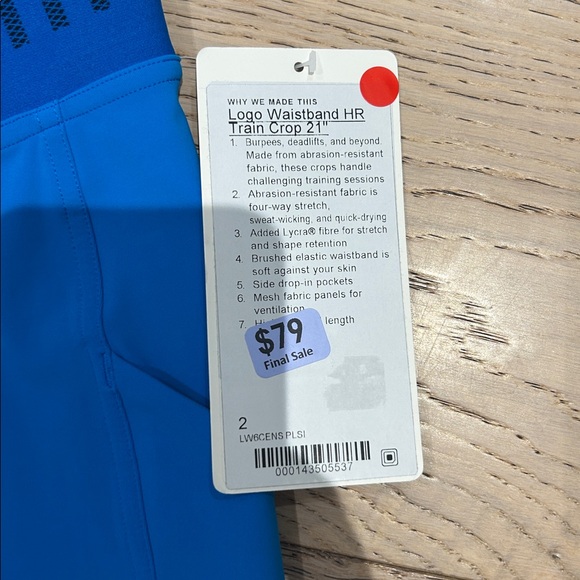 WHY WE MADE THIS
Logo Waistband HR
Train Crop 21"
1. Burpees, deadlifts, and beyond.
Made from abrasion-resistant
fabric, these crops handle
challenging training sessions
2. Abrasion-resistant fabric is
four-way stretch,
sweat-wicking, and quick-drying
3. Added Lycra® fibre for stretch
and shape retention
4. Brushed elastic waistband is
soft against your skin
5. Side drop-in pockets
6. Mesh fabric panels for
ventilation
7. length
$79
Final Sale
2
LW6CENS PLSI
000143505537